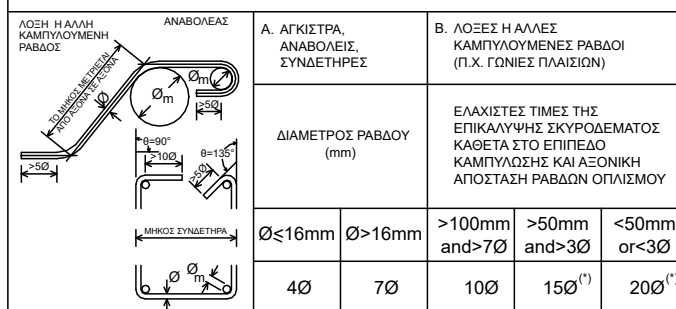 ΛΟΞΗ Η ΑΛΛΗ
ΚΑΜΠΥΛΟΥΜΕΝΗ
ΡΑΒΔΟΣ
ΑΝΑΒΟΛΕΑΣ
ΤΟ ΜΗΚΟΣ ΜΕΤΡΙΕΤΑΙ
ΑΠΟ ΑΞΟΝΑ ΣΕ ΑΞΟΝΑ
Ø
Øm
Øm
>5Ø
>5Ø
θ=90°
>10Ø
θ=135°
>5Ø
ΜΗΚΟΣ ΣΥΝΔΕΤΗΡΑ
Ø
Øm
Α. ΑΓΚΙΣΤΡΑ,
ΑΝΑΒΟΛΕΙΣ,
ΣΥΝΔΕΤΗΡΕΣ
Β. ΛΟΞΕΣ Η ΑΛΛΕΣ
ΚΑΜΠΥΛΟΥΜΕΝΕΣ ΡΑΒΔΟΙ
(Π.Χ. ΓΩΝΙΕΣ ΠΛΑΙΣΙΩΝ)
ΔΙΑΜΕΤΡΟΣ ΡΑΒΔΟΥ
(mm)
ΕΛΑΧΙΣΤΕΣ ΤΙΜΕΣ ΤΗΣ
ΕΠΙΚΑΛΥΨΗΣ ΣΚΥΡΟΔΕΜΑΤΟΣ
ΚΑΘΕΤΑ ΣΤΟ ΕΠΙΠΕΔΟ
ΚΑΜΠΥΛΩΣΗΣ ΚΑΙ ΑΞΟΝΙΚΗ
ΑΠΟΣΤΑΣΗ ΡΑΒΔΩΝ ΟΠΛΙΣΜΟΥ
Ø⩽16mm Ø>16mm
>100mm
and>7Ø
>50mm
and>3Ø
<50mm
or<3Ø
4Ø 7Ø 10Ø 15Ø(*) 20Ø(*)